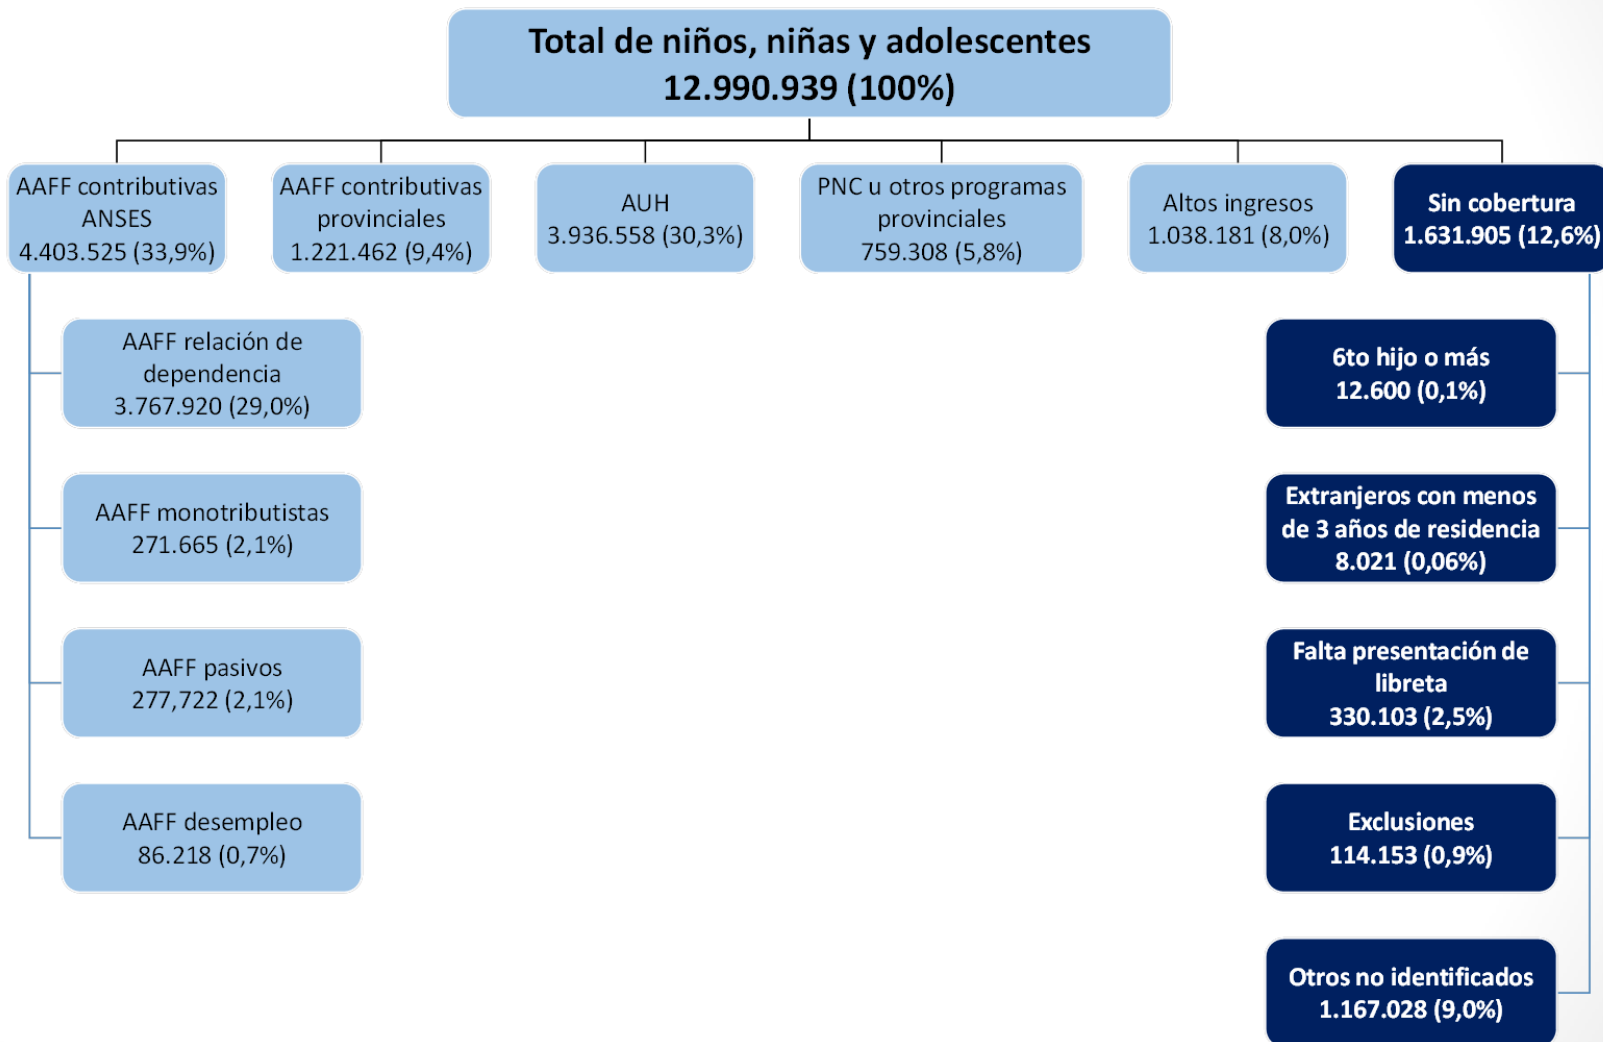 Total de niños, niñas y adolescentes
12.990.939 (100%)
AAFF contributivas
ANSES
4.403.525 (33,9%)
AAFF contributivas
provinciales
1.221.462 (9,4%)
AUH
3.936.558 (30,3%)
PNC u otros programas
provinciales
759.308 (5,8%)
Altos ingresos
1.038.181 (8,0%)
Sin cobertura
1.631.905 (12,6%)
AAFF relación de
dependencia
3.767.920 (29,0%)
AAFF monotributistas
271.665 (2,1%)
AAFF pasivos
277,722 (2,1%)
AAFF desempleo
86.218 (0,7%)
6to hijo o más
12.600 (0,1%)
Extranjeros con menos
de 3 años de residencia
8.021 (0,06%)
Falta presentación de
libreta
330.103 (2,5%)
Exclusiones
114.153 (0,9%)
Otros no identificados
1.167.028 (9,0%)